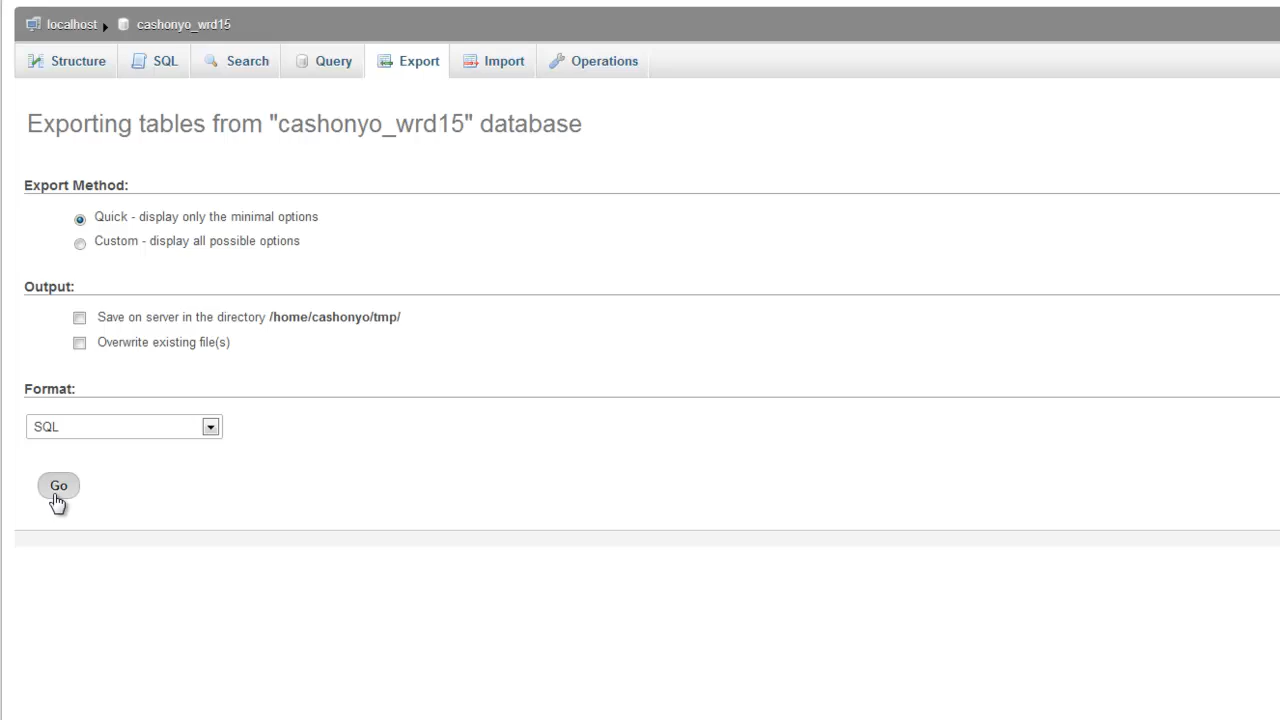 localhost cashonyo_wrd15
Structure SQL Search Query Export Import Operations
Exporting tables from "cashonyo_wrd15" database
Export Method:
Quick - display only the minimal options
Custom - display all possible options
Output:
Save on server in the directory /home/cashonyo/tmp/
Overwrite existing file(s)
Format:
SQL
Go